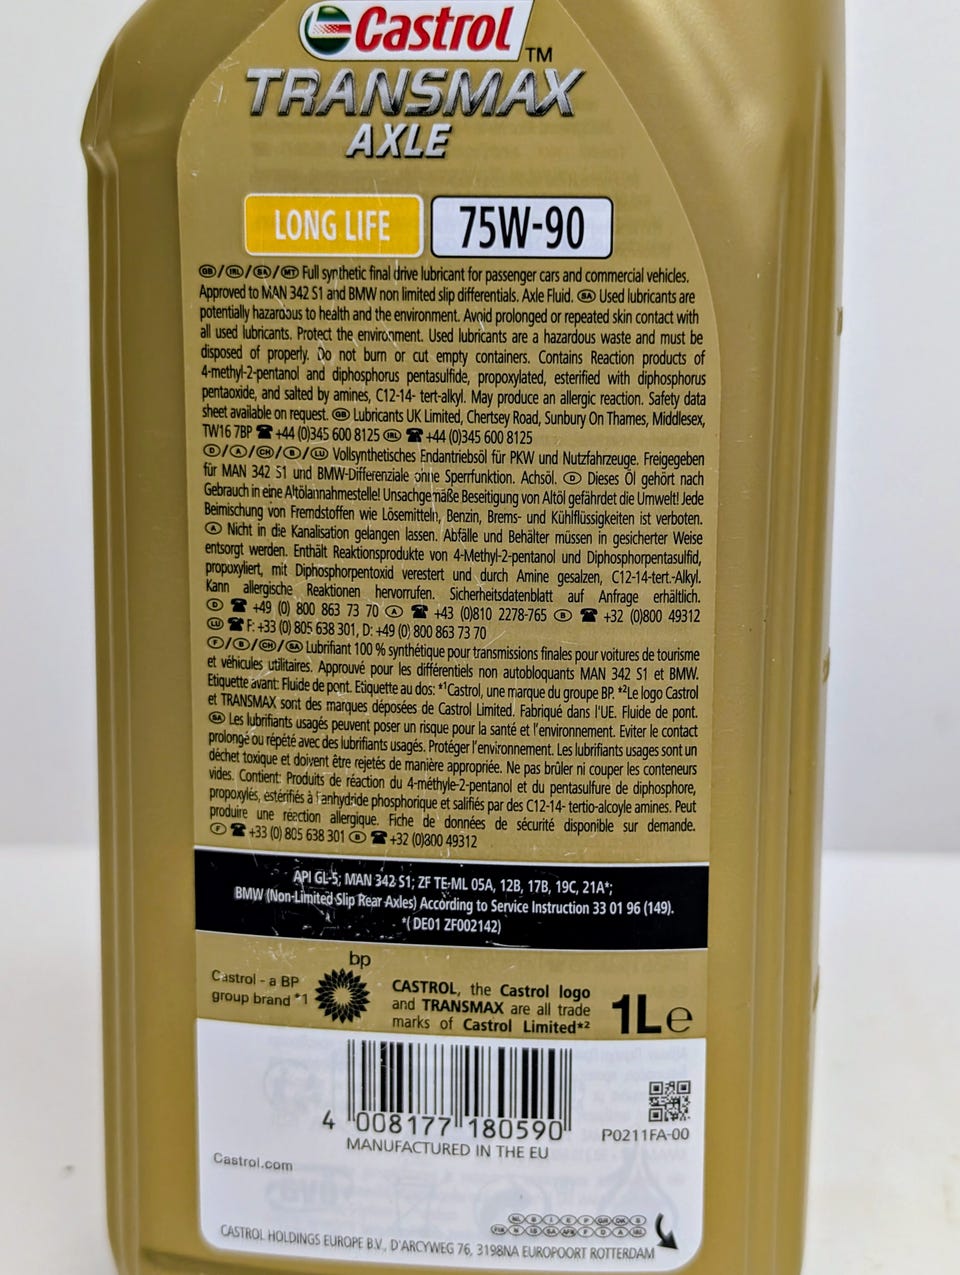 Castrol
TRANSMAX™
AXLE
LONG LIFE 75W-90
GB/IRL/SA/MT Full synthetic final drive lubricant for passenger cars and commercial vehicles.
Approved to MAN 342 S1 and BMW non limited slip differentials. Axle Fluid. SA Used lubricants are
potentially hazardous to health and the environment. Avoid prolonged or repeated skin contact with
all used lubricants. Protect the environment. Used lubricants are a hazardous waste and must be
disposed of properly. Do not burn or cut empty containers. Contains Reaction products of
4-methyl-2-pentanol and diphosphorus pentasulfide, propoxylated, esterified with diphosphorus
pentaoxide, and salted by amines, C12-14- tert-alkyl. May produce an allergic reaction. Safety data
sheet available on request. GB Lubricants UK Limited, Chertsey Road, Sunbury On Thames, Middlesex,
TW16 7BP ☎ +44 (0)345 600 8125 IRL ☎ +44 (0)345 600 8125
D/A/CH/B/LU Vollsynthetisches Endantriebsöl für PKW und Nutzfahrzeuge. Freigegeben
für MAN 342 S1 und BMW-Differenziale ohne Sperrfunktion. Achsöl. D Dieses Öl gehört nach
Gebrauch in eine Altölannahmestelle! Unsachgemäße Beseitigung von Altöl gefährdet die Umwelt! Jede
Beimischung von Fremdstoffen wie Lösemitteln, Benzin, Brems- und Kühlflüssigkeiten ist verboten.
A Nicht in die Kanalisation gelangen lassen. Abfälle und Behälter müssen in gesicherter Weise
entsorgt werden. Enthält Reaktionsprodukte von 4-Methyl-2-pentanol und Diphosphorpentasulfid,
propoxyliert, mit Diphosphorpentoxid verestert und durch Amine gesalzen, C12-14-tert.-Alkyl.
Kann allergische Reaktionen hervorrufen. Sicherheitsdatenblatt auf Anfrage erhältlich.
D ☎ +49 (0) 800 863 73 70 A ☎ +43 (0)810 2278-765 B ☎ +32 (0)800 49312
LU ☎ F: +33 (0) 805 638 301, D: +49 (0) 800 863 73 70
F/B/CH/SA Lubrifiant 100 % synthétique pour transmissions finales pour voitures de tourisme
et véhicules utilitaires. Approuvé pour les différentiels non autobloquants MAN 342 S1 et BMW.
Etiquette avant: Fluide de pont. Etiquette au dos: *¹Castrol, une marque du groupe BP. *²Le logo Castrol
et TRANSMAX sont des marques déposées de Castrol Limited. Fabriqué dans l'UE. Fluide de pont.
SA Les lubrifiants usagés peuvent poser un risque pour la santé et l'environnement. Eviter le contact
prolongé ou répété avec des lubrifiants usagés. Protéger l'environnement. Les lubrifiants usagés sont un
déchet toxique et doivent être rejetés de manière appropriée. Ne pas brûler ni couper les conteneurs
vides. Contient: Produits de réaction du 4-méthyle-2-pentanol et du pentasulfure de diphosphore,
propoxylés, estérifiés à l'anhydride phosphorique et salifiés par des C12-14- tertio-alcoyle amines. Peut
produire une réaction allergique. Fiche de données de sécurité disponible sur demande.
F ☎ +33 (0) 805 638 301 B ☎ +32 (0)800 49312
API GL-5; MAN 342 S1; ZF TE-ML 05A, 12B, 17B, 19C, 21A*;
BMW (Non-Limited Slip Rear Axles) According to Service Instruction 33 01 96 (149).
*( DE01 ZF002142)
bp
Castrol - a BP
group brand *1
CASTROL, the Castrol logo
and TRANSMAX are all trade
marks of Castrol Limited*²
1L e
4 008177 180590
P0211FA-00
MANUFACTURED IN THE EU
Castrol.com
CASTROL HOLDINGS EUROPE B.V., D'ARCYWEG 76, 3198NA EUROPOORT ROTTERDAM